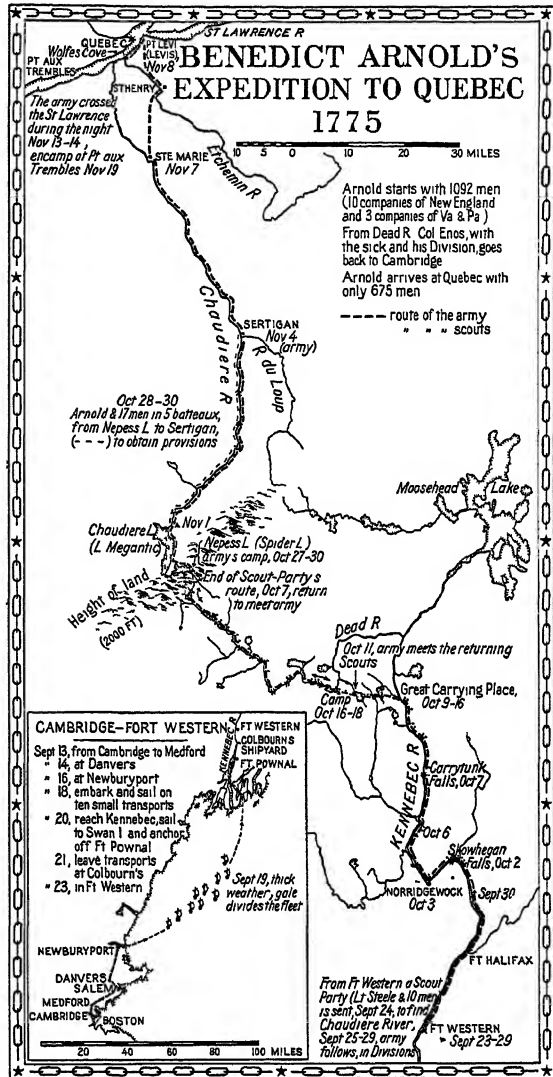 BENEDICT ARNOLD'S
EXPEDITION TO QUEBEC
1775
10 5 0 10 20 30 MILES
ST LAWRENCE R
QUEBEC
Wolfes Cove
PT AUX
TREMBLES
PT LEVI
(LEVIS)
Nov 8
ST HENRY
The army crossed
the St Lawrence
during the night
Nov 13-14,
encamp at Pt aux
Trembles Nov 19
STE MARIE
Nov 7
Etchemin R
Arnold starts with 1092 men
(10 companies of New England
and 3 companies of Va & Pa)
From Dead R Col Enos, with
the sick and his Division, goes
back to Cambridge
Arnold arrives at Quebec with
only 675 men
route of the army
" " " scouts
Chaudiere R
SERTIGAN
Nov 4
(army)
R du Loup
Oct 28-30
Arnold & 17 men in 5 batteaux,
from Nepess L to Sertigan,
(---) to obtain provisions
Moosehead Lake
Nov 1
Chaudiere L
(L Megantic)
Nepess L (Spider L)
army s camp, Oct 27-30
End of Scout-Party s
route, Oct 7, return
to meet army
Height of land
(2000 FT)
Dead R
Oct 11, army meets the returning
Scouts
Camp
Oct 16-18
Great Carrying Place,
Oct 9-16
KENNEBEC R
Carrytunk
Falls, Oct 7
Oct 6
Skowhegan
Falls, Oct 2
NORRIDGEWOCK
Oct 3
Sept 30
FT HALIFAX
From Ft Western a Scout
Party (Lt Steele & 10 men
is sent, Sept 24, to find
Chaudiere River,
Sept 25-29, army
follows, in Divisions
FT WESTERN
Sept 23-29
CAMBRIDGE-FORT WESTERN
Sept 13, from Cambridge to Medford
" 14, at Danvers
" 16, at Newburyport
" 18, embark and sail on
ten small transports
" 20, reach Kennebec, sail
to Swan I and anchor
off Ft Pownal
21, leave transports
at Colbourn's
" 23, in Ft Western
KENNEBEC R
FT WESTERN
COLBOURNS
SHIPYARD
FT POWNAL
Sept 19, thick
weather, gale
divides the fleet
NEWBURYPORT
DANVERS
SALEM
MEDFORD
CAMBRIDGE
BOSTON
20 40 60 80 100
MILES